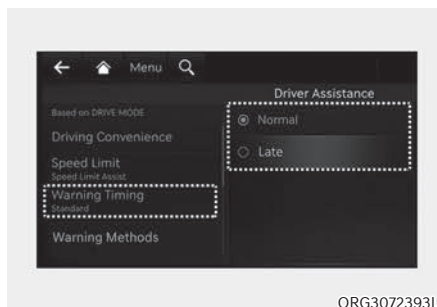 Menu
Driver Assistance
Based on DRIVE MODE
Driving Convenience
Speed Limit
Speed Limit Assist
Warning Timing
Standard
Warning Methods
Normal
Late
ORG3072393I